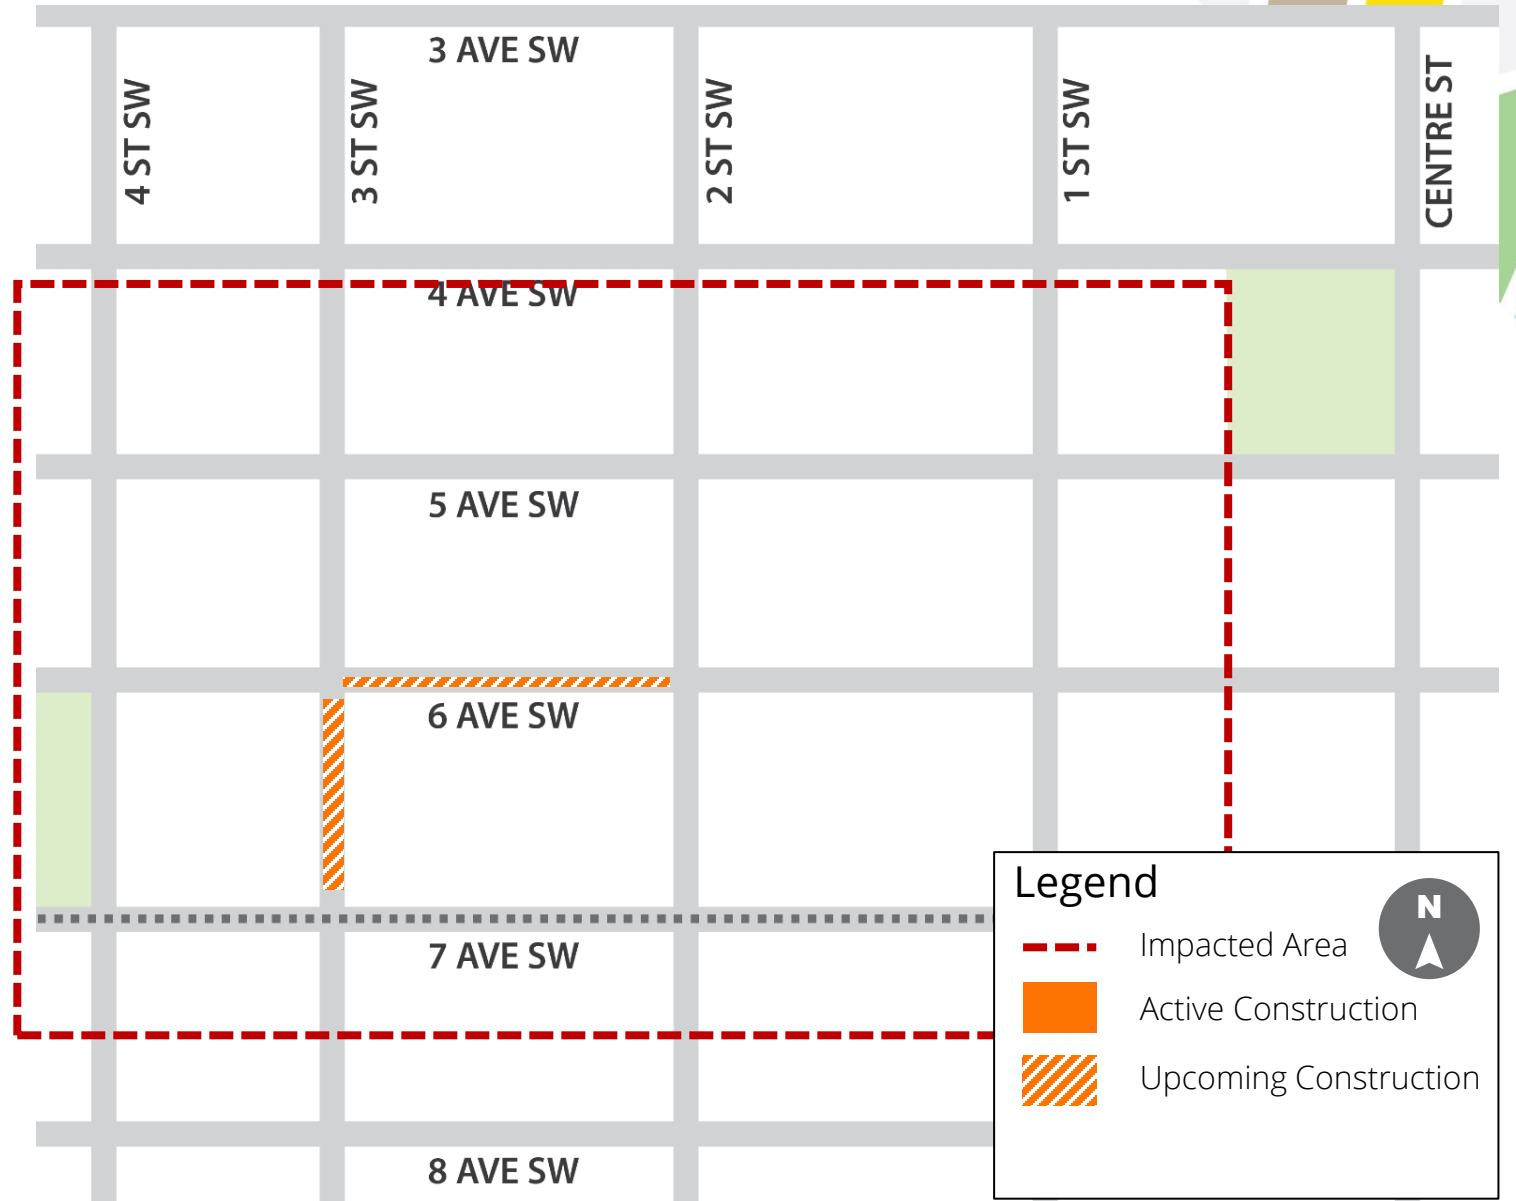 3 AVE SW
4 ST SW
3 ST SW
2 ST SW
1 ST SW
CENTRE ST
4 AVE SW
5 AVE SW
6 AVE SW
7 AVE SW
8 AVE SW
Legend
N
Impacted Area
Active Construction
Upcoming Construction